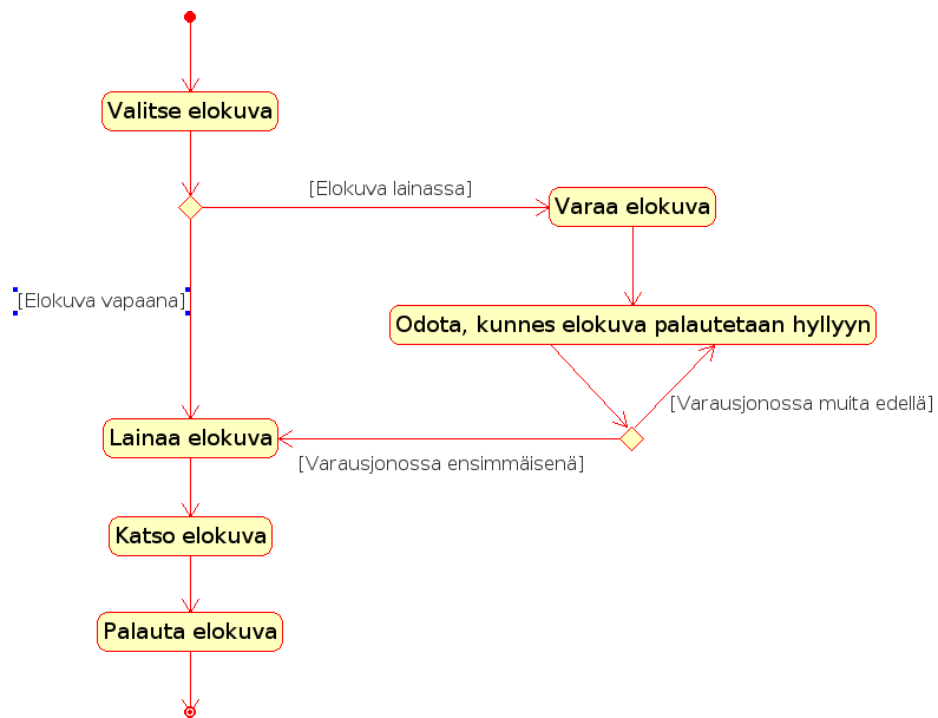 Valitse elokuva
[Elokuva lainassa]
Varaa elokuva
[Elokuva vapaana]
Odota, kunnes elokuva palautetaan hyllyyn
[Varausjonossa muita edellä]
Lainaa elokuva
[Varausjonossa ensimmäisenä]
Katso elokuva
Palauta elokuva